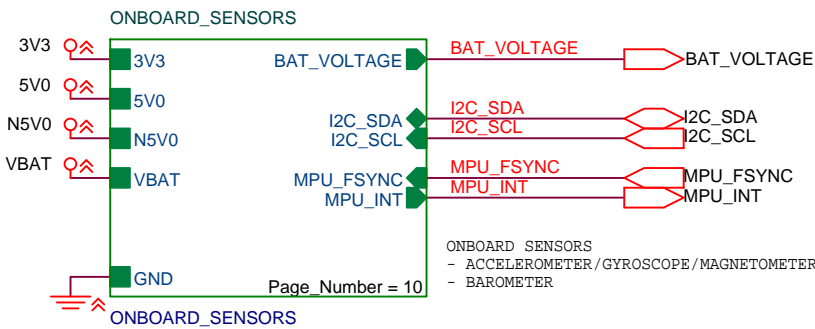 ONBOARD_SENSORS
3V3
3V3
BAT_VOLTAGE
BAT_VOLTAGE
BAT_VOLTAGE
5V0
5V0
N5V0
N5V0
I2C_SDA
I2C_SDA
I2C_SDA
I2C_SCL
I2C_SCL
I2C_SCL
VBAT
VBAT
MPU_FSYNC
MPU_FSYNC
MPU_FSYNC
MPU_INT
MPU_INT
MPU_INT
ONBOARD SENSORS
- ACCELEROMETER/GYROSCOPE/MAGNETOMETER
- BAROMETER
GND
Page_Number = 10
ONBOARD_SENSORS